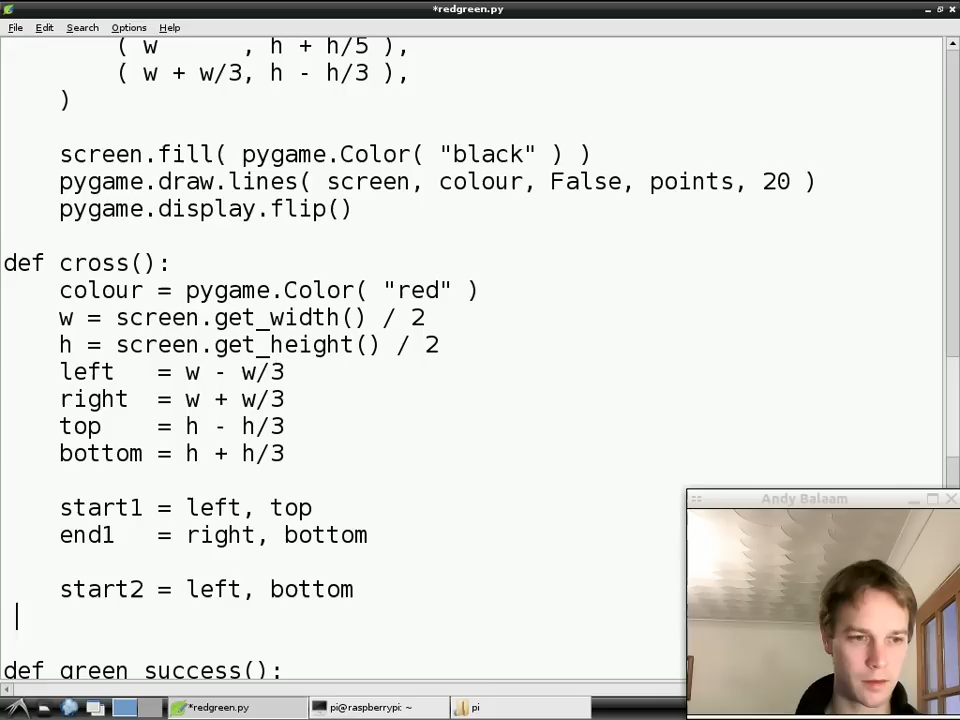 *redgreen.py
File Edit Search Options Help
( w      , h + h/5 ),
( w + w/3, h - h/3 ),
)
screen.fill( pygame.Color( "black" ) )
pygame.draw.lines( screen, colour, False, points, 20 )
pygame.display.flip()
def cross():
colour = pygame.Color( "red" )
w = screen.get_width() / 2
h = screen.get_height() / 2
left   = w - w/3
right  = w + w/3
top    = h - h/3
bottom = h + h/3
start1 = left, top
end1   = right, bottom
start2 = left, bottom
def green_success():
Andy Balaam
*redgreen.py pi@raspberrypi: ~ pi